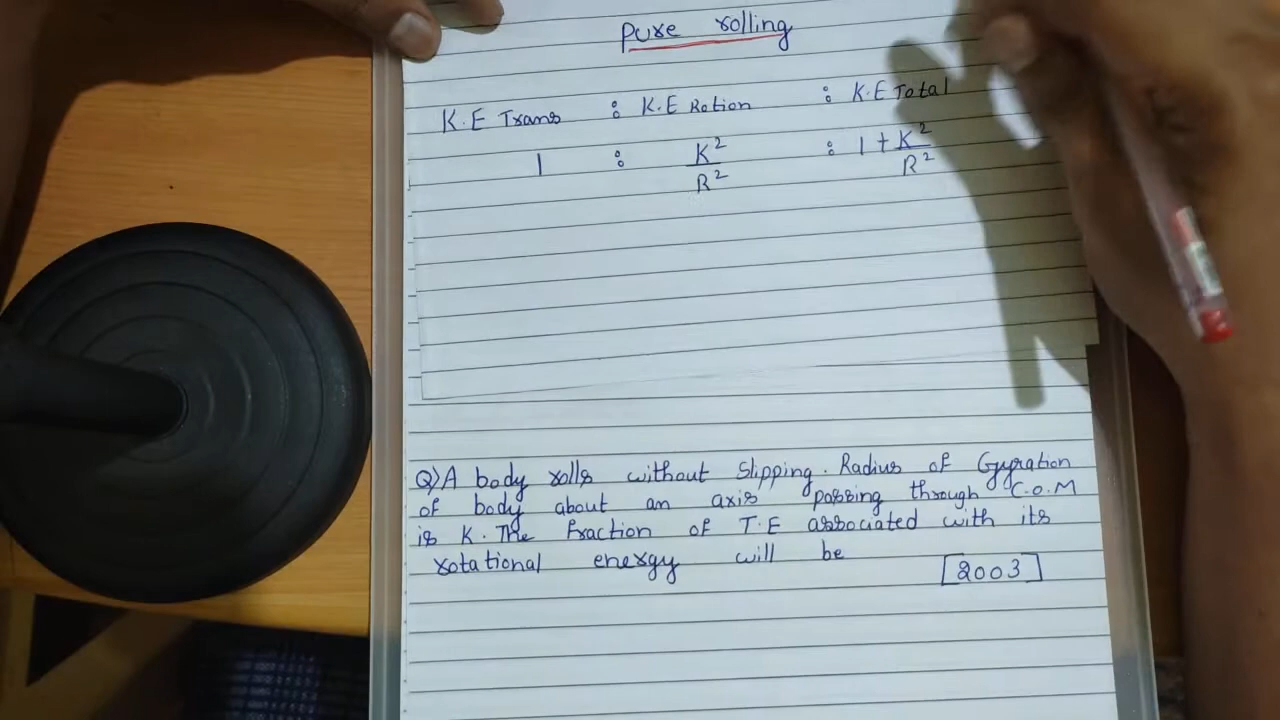 Pure rolling
K.E Trans : K.E Rotion : K.E Total
1 : K²/R² : 1 + K²/R²
Q) A body rolls without slipping. Radius of Gyration
of body about an axis passing through C.O.M
is K. The fraction of T.E associated with its
rotational energy will be
[2003]